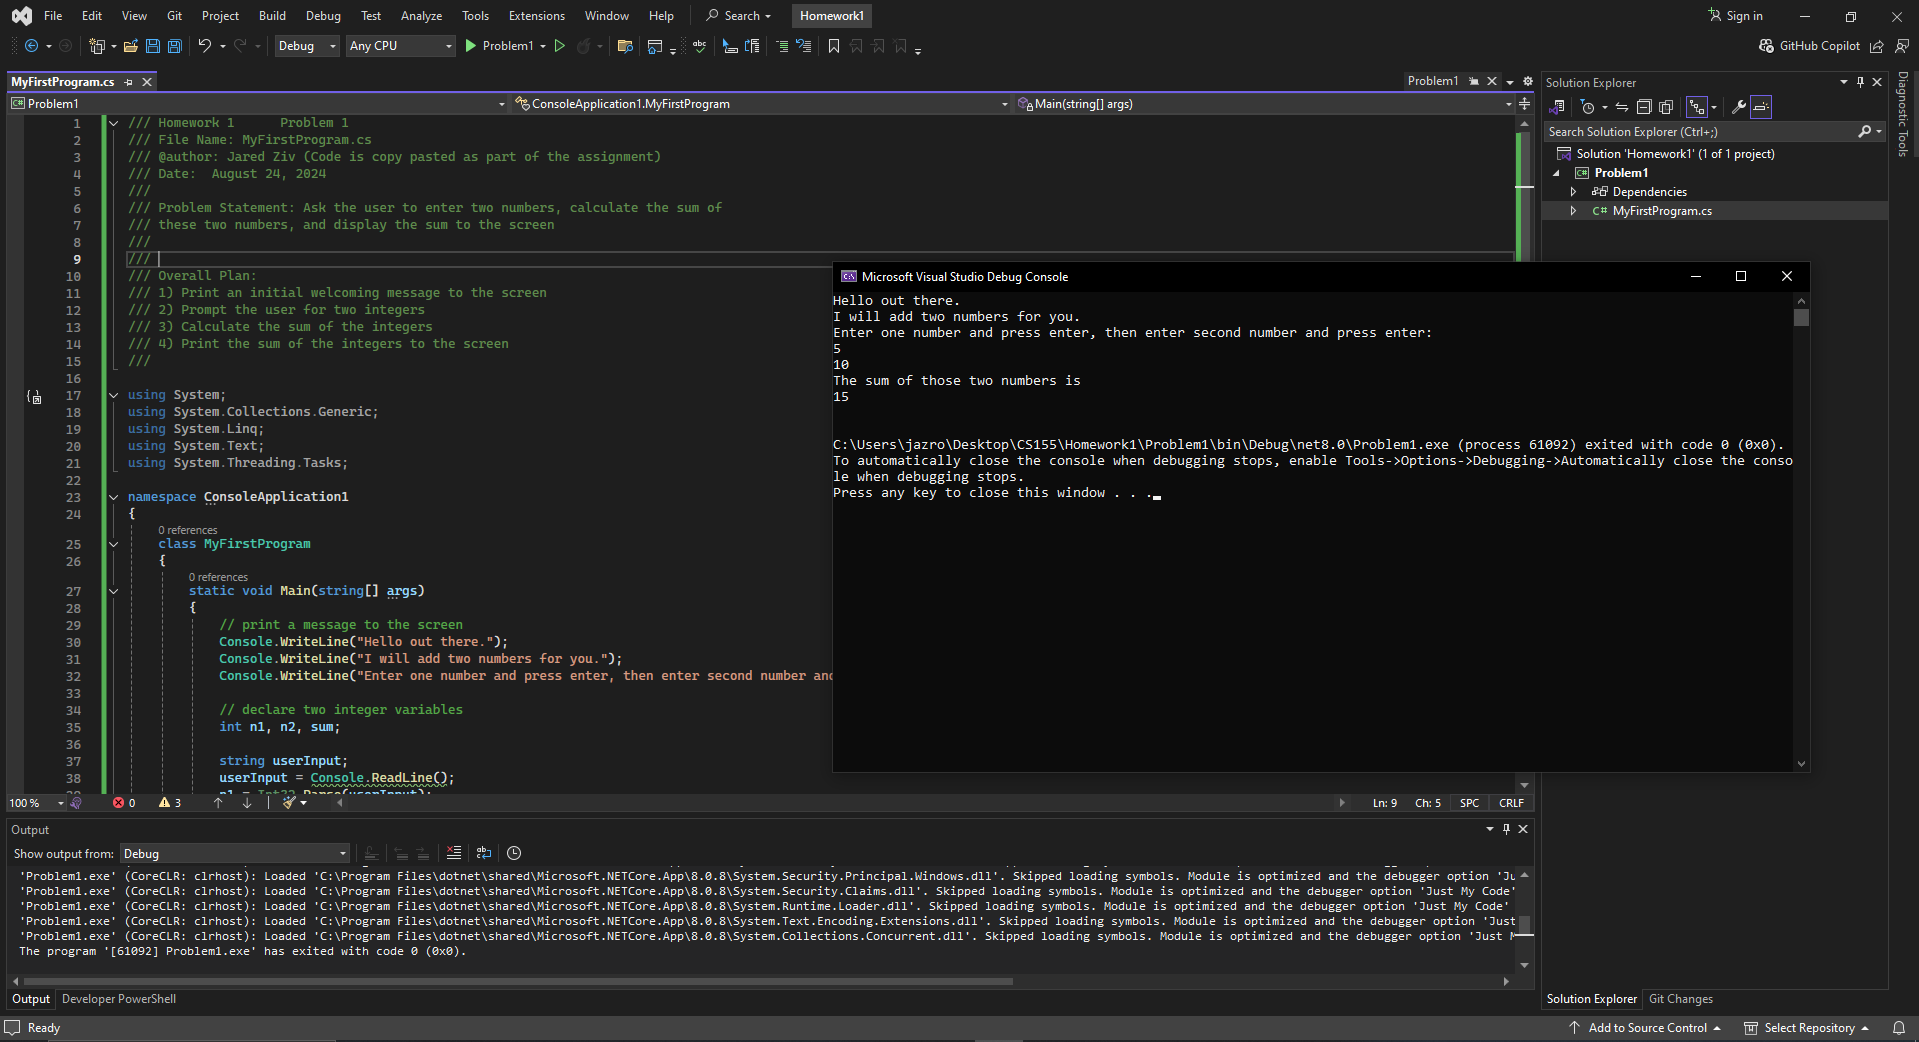 File Edit View Git Project Build Debug Test Analyze Tools Extensions Window Help Search Homework1 Sign in
Debug Any CPU Problem1 GitHub Copilot
MyFirstProgram.cs Problem1
Problem1 ConsoleApplication1.MyFirstProgram Main(string[] args)
1 /// Homework 1 Problem 1
2 /// File Name: MyFirstProgram.cs
3 /// @author: Jared Ziv (Code is copy pasted as part of the assignment)
4 /// Date: August 24, 2024
5 ///
6 /// Problem Statement: Ask the user to enter two numbers, calculate the sum of
7 /// these two numbers, and display the sum to the screen
8 ///
9 ///
10 /// Overall Plan:
11 /// 1) Print an initial welcoming message to the screen
12 /// 2) Prompt the user for two integers
13 /// 3) Calculate the sum of the integers
14 /// 4) Print the sum of the integers to the screen
15 ///
16
17 using System;
18 using System.Collections.Generic;
19 using System.Linq;
20 using System.Text;
21 using System.Threading.Tasks;
22
23 namespace ConsoleApplication1
24 {
0 references
25 class MyFirstProgram
26 {
0 references
27 static void Main(string[] args)
28 {
29 // print a message to the screen
30 Console.WriteLine("Hello out there.");
31 Console.WriteLine("I will add two numbers for you.");
32 Console.WriteLine("Enter one number and press enter, then enter second number and
33
34 // declare two integer variables
35 int n1, n2, sum;
36
37 string userInput;
38 userInput = Console.ReadLine();
39 n1 = Int32.Parse(userInput);
100 % 0 3 Ln: 9 Ch: 5 SPC CRLF
Microsoft Visual Studio Debug Console
Hello out there.
I will add two numbers for you.
Enter one number and press enter, then enter second number and press enter:
5
10
The sum of those two numbers is
15
C:\Users\jazro\Desktop\CS155\Homework1\Problem1\bin\Debug\net8.0\Problem1.exe (process 61092) exited with code 0 (0x0).
To automatically close the console when debugging stops, enable Tools->Options->Debugging->Automatically close the conso
le when debugging stops.
Press any key to close this window . . .
Solution Explorer
Search Solution Explorer (Ctrl+;)
Solution 'Homework1' (1 of 1 project)
Problem1
Dependencies
C# MyFirstProgram.cs
Diagnostic Tools
Output
Show output from: Debug
'Problem1.exe' (CoreCLR: clrhost): Loaded 'C:\Program Files\dotnet\shared\Microsoft.NETCore.App\8.0.8\System.Security.Principal.Windows.dll'. Skipped loading symbols. Module is optimized and the debugger option 'Ju
'Problem1.exe' (CoreCLR: clrhost): Loaded 'C:\Program Files\dotnet\shared\Microsoft.NETCore.App\8.0.8\System.Security.Claims.dll'. Skipped loading symbols. Module is optimized and the debugger option 'Just My Code'
'Problem1.exe' (CoreCLR: clrhost): Loaded 'C:\Program Files\dotnet\shared\Microsoft.NETCore.App\8.0.8\System.Runtime.Loader.dll'. Skipped loading symbols. Module is optimized and the debugger option 'Just My Code'
'Problem1.exe' (CoreCLR: clrhost): Loaded 'C:\Program Files\dotnet\shared\Microsoft.NETCore.App\8.0.8\System.Text.Encoding.Extensions.dll'. Skipped loading symbols. Module is optimized and the debugger option 'Just
'Problem1.exe' (CoreCLR: clrhost): Loaded 'C:\Program Files\dotnet\shared\Microsoft.NETCore.App\8.0.8\System.Collections.Concurrent.dll'. Skipped loading symbols. Module is optimized and the debugger option 'Just M
The program '[61092] Problem1.exe' has exited with code 0 (0x0).
Output Developer PowerShell
Solution Explorer Git Changes
Ready Add to Source Control Select Repository